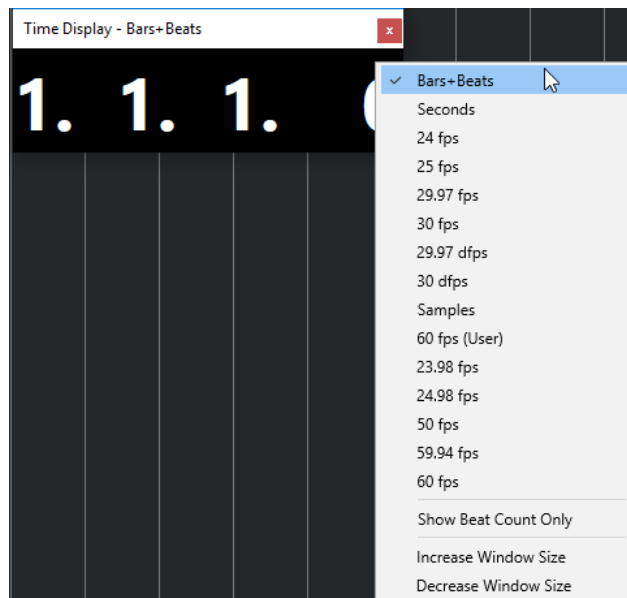 Time Display - Bars+Beats
x
1. 1. 1.
Bars+Beats
Seconds
24 fps
25 fps
29.97 fps
30 fps
29.97 dfps
30 dfps
Samples
60 fps (User)
23.98 fps
24.98 fps
50 fps
59.94 fps
60 fps
Show Beat Count Only
Increase Window Size
Decrease Window Size